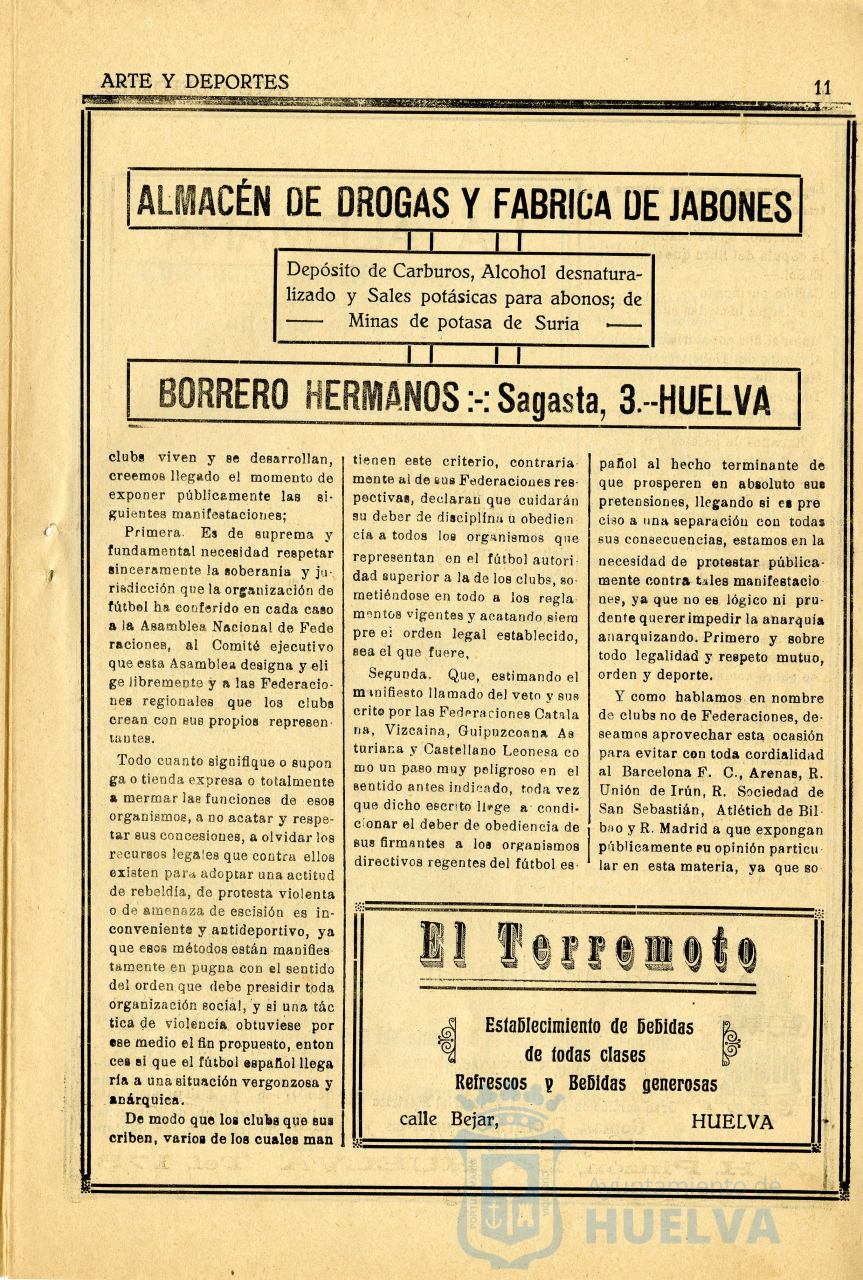 ARTE Y DEPORTES
11
ALMACÉN DE DROGAS Y FABRICA DE JABONES
Depósito de Carburos, Alcohol desnatura-
lizado y Sales potásicas para abonos; de
Minas de potasa de Suria
BORRERO HERMANOS :-: Sagasta, 3.--HUELVA
clubs viven y se desarrollan,
creemos llegado el momento de
exponer públicamente las si-
guientes manifestaciones;
Primera. Es de suprema y
fundamental necesidad respetar
sinceramente la soberanía y ju-
risdicción que la organización de
fútbol ha conferido en cada caso
a la Asamblea Nacional de Fede
raciones, al Comité ejecutivo
que esta Asamblea designa y eli
ge libremente y a las Federacio-
nes regionales que los clubs
crean con sus propios represen-
tantes.
Todo cuanto signifique o supon
ga o tienda expresa o totalmente
a mermar las funciones de esos
organismos, a no acatar y respe-
tar sus concesiones, a olvidar los
recursos legales que contra ellos
existen para adoptar una actitud
de rebeldía, de protesta violenta
o de amenaza de escisión es in-
conveniente y antideportivo, ya
que esos métodos están manifies-
tamente en pugna con el sentido
del orden que debe presidir toda
organización social, y si una tác
tica de violencia obtuviese por
ese medio el fin propuesto, enton
ces si que el fútbol español llega
ría a una situación vergonzosa y
anárquica.
De modo que los clubs que sus
criben, varios de los cuales man
tienen este criterio, contraria-
mente al de sus Federaciones res-
pectivas, declaran que cuidarán
su deber de disciplina u obedien
cia a todos los organismos que
representan en el fútbol autori-
dad superior a la de los clubs, so-
metiéndose en todo a los regla-
mentos vigentes y acatando siem
pre el orden legal establecido,
sea el que fuere.
Segunda. Que, estimando el
manifiesto llamado del veto y sus
crito por las Federaciones Catala
na, Vizcaina, Guipuzcoana As
turiana y Castellano Leonesa co
mo un paso muy peligroso en el
sentido antes indicado, toda vez
que dicho escrito llege a condi-
cionar el deber de obediencia de
sus firmantes a los organismos
directivos regentes del fútbol es-
pañol al hecho terminante de
que prosperen en absoluto sus
pretensiones, llegando si es pre
ciso a una separación con todas
sus consecuencias, estamos en la
necesidad de protestar pública-
mente contra tales manifestacio
nes, ya que no es lógico ni pru-
dente querer impedir la anarquía
anarquizando. Primero y sobre
todo legalidad y respeto mutuo,
orden y deporte.
Y como hablamos en nombre
de clubs no de Federaciones, de-
seamos aprovechar esta ocasión
para evitar con toda cordialidad
al Barcelona F. C., Arenas, R.
Unión de Irún, R. Sociedad de
San Sebastián, Atlétich de Bil-
bao y R. Madrid a que expongan
públicamente su opinión particu-
lar en esta materia, ya que so
El Terremoto
Establecimiento de bebidas
de todas clases
Refrescos y Bebidas generosas
calle Bejar, HUELVA
Ayuntamiento de
HUELVA